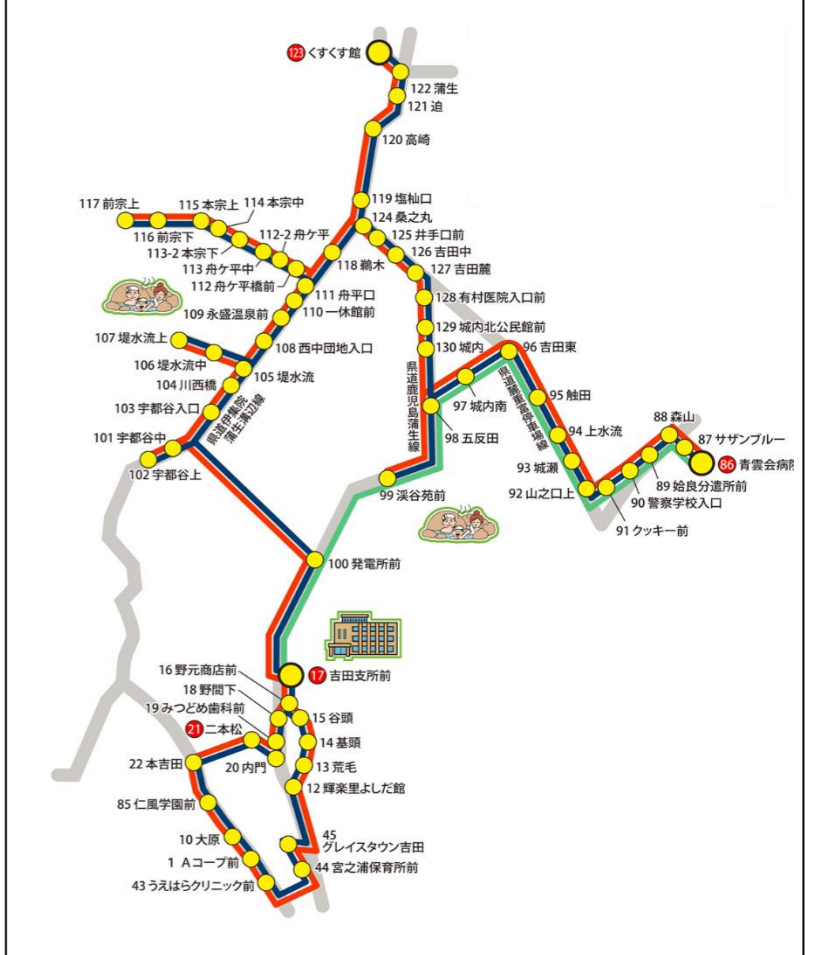 123 くすくす館
122 蒲生
121 迫
120 高崎
119 塩杣口
124 桑之丸
125 井手口前
126 吉田中
127 吉田麓
118 鵜木
117 前宗上
115 本宗上
114 本宗中
116 前宗下
112-2 舟ケ平
113-2 本宗下
113 舟ケ平中
112 舟ケ平橋前
111 舟平口
110 一休館前
109 永盛温泉前
128 有村医院入口前
129 城内北公民館前
130 城内
107 堤水流上
108 西中団地入口
106 堤水流中
105 堤水流
104 川西橋
103 宇都谷入口
101 宇都谷中
102 宇都谷上
県道伊集院
蒲生溝辺線
県道鹿児島蒲生線
96 吉田東
97 城内南
98 五反田
県道麓重富停車場線
95 触田
94 上水流
93 城瀬
92 山之口上
88 森山
87 サザンブルー
86 青雲会病院
89 姶良分遣所前
90 警察学校入口
91 クッキー前
99 渓谷苑前
100 発電所前
16 野元商店前
17 吉田支所前
18 野間下
19 みつどめ歯科前
21 二本松
15 谷頭
14 基頭
22 本吉田
20 内門
13 荒毛
12 輝楽里よしだ館
85 仁風学園前
10 大原
1 Aコープ前
43 うえはらクリニック前
45
グレイスタウン吉田
44 宮之浦保育所前